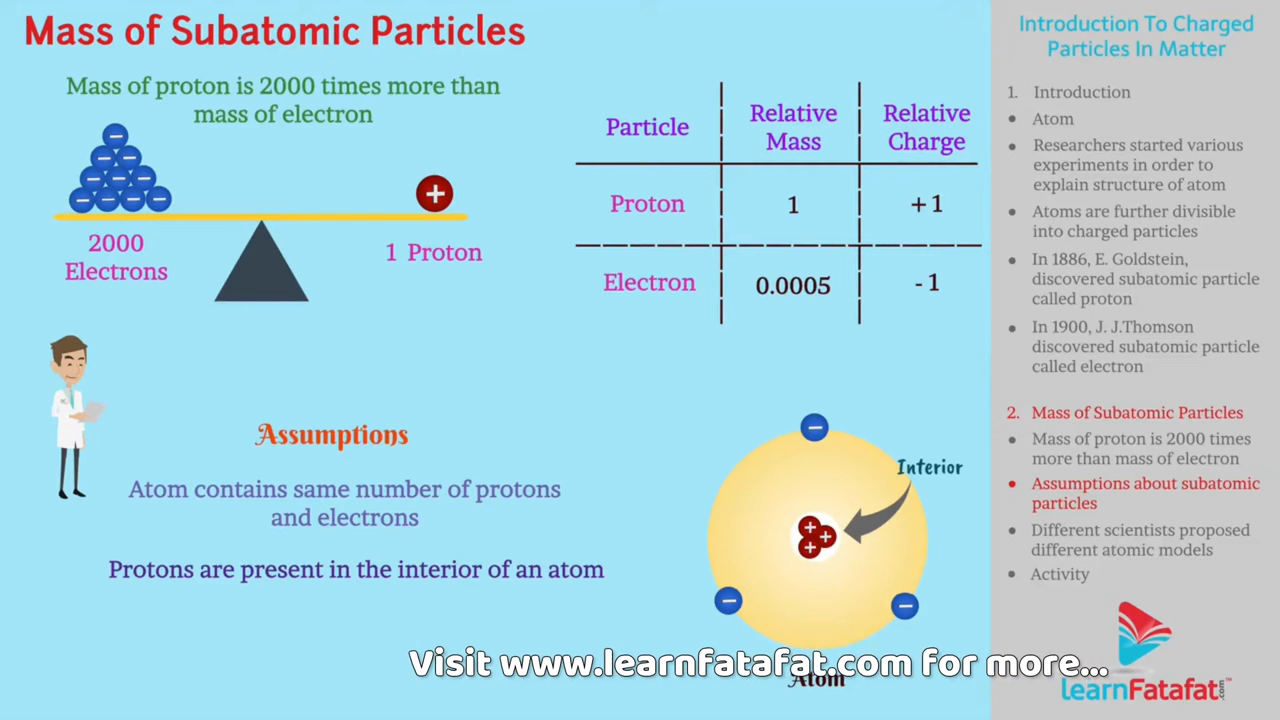 Mass of Subatomic Particles
Mass of proton is 2000 times more than
mass of electron
2000
Electrons
1 Proton
Particle
Relative
Mass
Relative
Charge
Proton
1
+1
Electron
0.0005
-1
Assumptions
Atom contains same number of protons
and electrons
Protons are present in the interior of an atom
Interior
Atom
Visit www.learnfatafat.com for more...
Introduction To Charged
Particles In Matter
1. Introduction
• Atom
• Researchers started various
experiments in order to
explain structure of atom
• Atoms are further divisible
into charged particles
• In 1886, E. Goldstein,
discovered subatomic particle
called proton
• In 1900, J. J.Thomson
discovered subatomic particle
called electron
2. Mass of Subatomic Particles
• Mass of proton is 2000 times
more than mass of electron
• Assumptions about subatomic
particles
• Different scientists proposed
different atomic models
• Activity
learnFatafat.com™